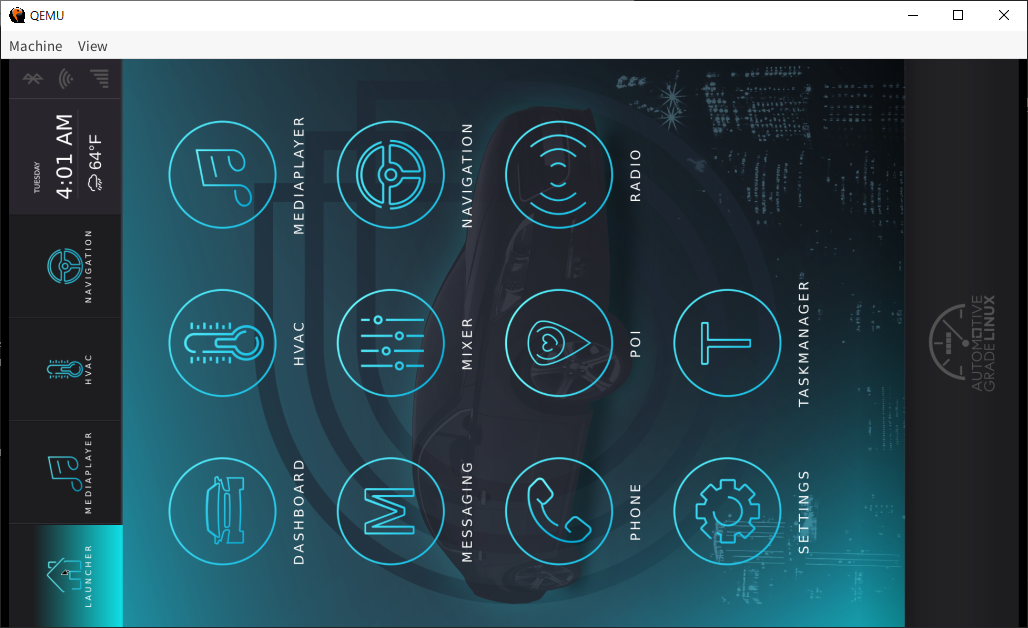 QEMU
Machine View
TUESDAY
4:01 AM
64°F
LAUNCHER
MEDIAPLAYER
HVAC
NAVIGATION
DASHBOARD
HVAC
MEDIAPLAYER
M
MESSAGING
MIXER
NAVIGATION
PHONE
POI
RADIO
T
SETTINGS
TASKMANAGER
AUTOMOTIVE
GRADE LINUX